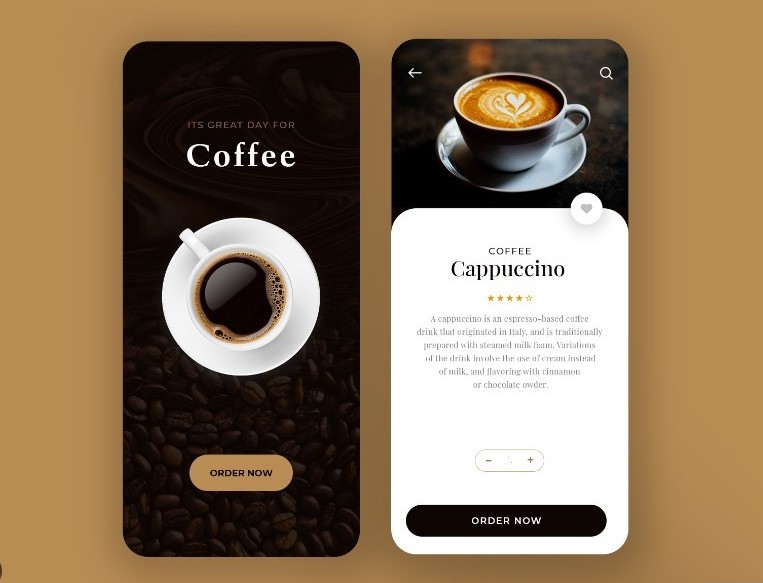 ITS GREAT DAY FOR
Coffee
ORDER NOW
COFFEE
Cappuccino
A cappuccino is an espresso-based coffee
drink that originated in Italy, and is traditionally
prepared with steamed milk foam. Variations
of the drink involve the use of cream instead
of milk, and flavoring with cinnamon
or chocolate owder.
- +
ORDER NOW